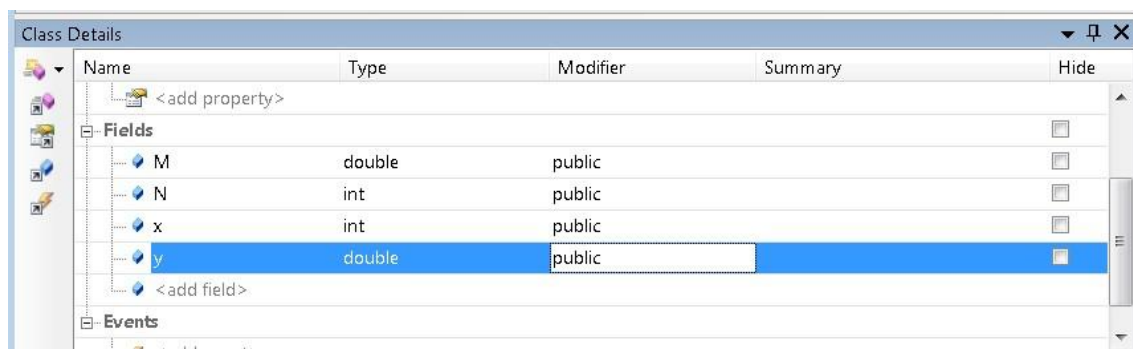 Class Details
Name Type Modifier Summary Hide
<add property>
Fields
M double public
N int public
x int public
y double public
<add field>
Events